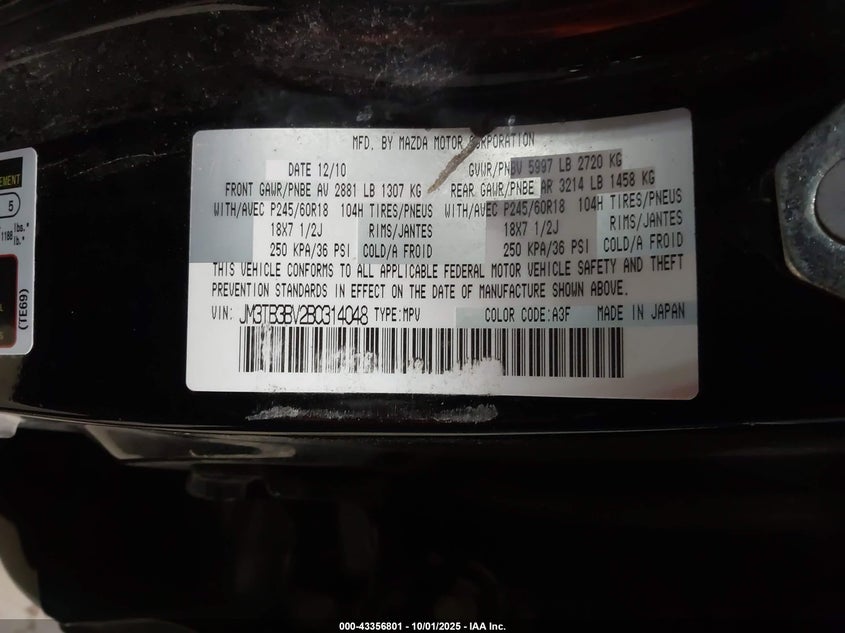 MFD. BY MAZDA MOTOR CORPORATION
DATE 12/10 GVWR/PNBV 5997 LB 2720 KG
FRONT GAWR/PNBE AV 2881 LB 1307 KG REAR GAWR/PNBE AR 3214 LB 1458 KG
WITH/AVEC P245/60R18 104H TIRES/PNEUS WITH/AVEC P245/60R18 104H TIRES/PNEUS
18X7 1/2J RIMS/JANTES 18X7 1/2J RIMS/JANTES
250 KPA/36 PSI COLD/A FROID 250 KPA/36 PSI COLD/A FROID
THIS VEHICLE CONFORMS TO ALL APPLICABLE FEDERAL MOTOR VEHICLE SAFETY AND THEFT
PREVENTION STANDARDS IN EFFECT ON THE DATE OF MANUFACTURE SHOWN ABOVE.
VIN: JM3TB3BV2B0314048 TYPE:MPV COLOR CODE: A3F MADE IN JAPAN
5
1186 lbs.*
lb.*
(TE69)
000-43356801 - 10/01/2025 - IAA Inc.